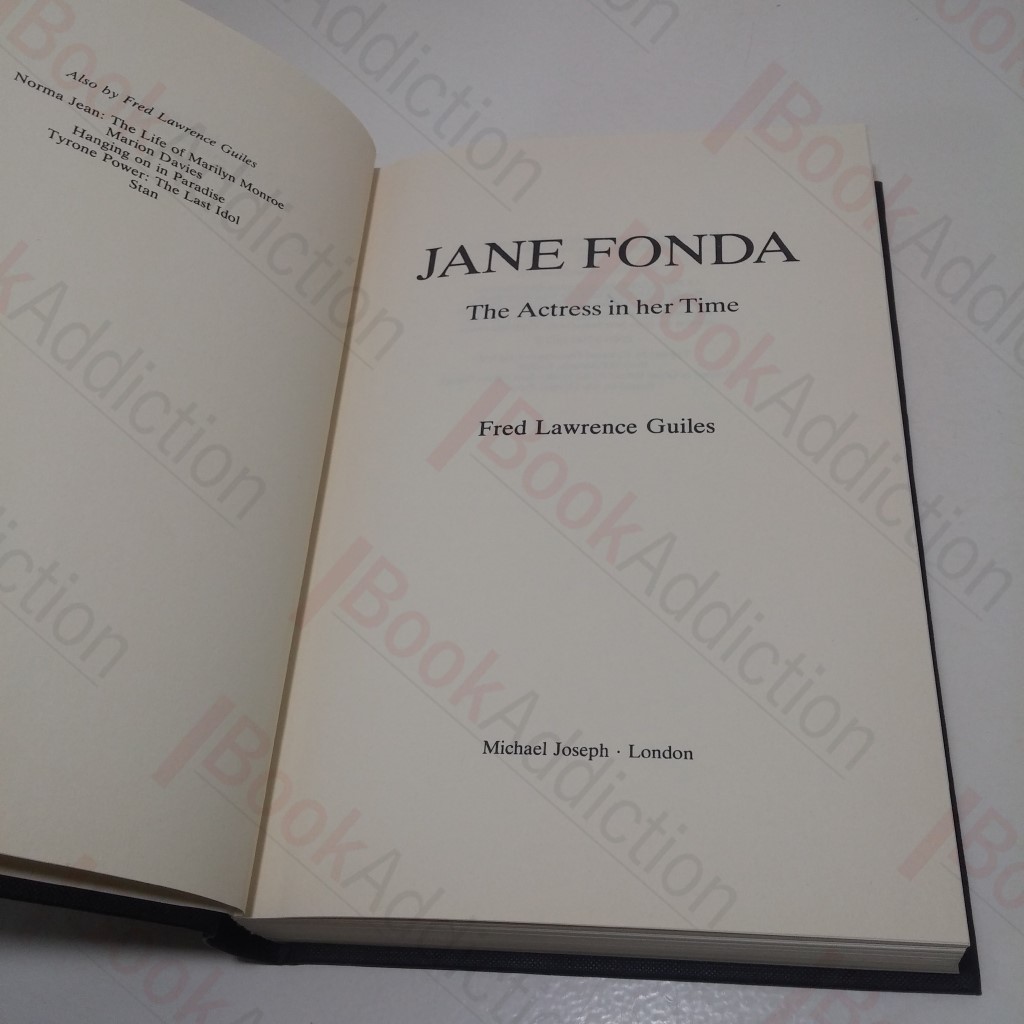 Also by Fred Lawrence Guiles
Norma Jean: The Life of Marilyn Monroe
Marion Davies
Hanging on in Paradise
Tyrone Power: The Last Idol
Stan
JANE FONDA
The Actress in her Time
Fred Lawrence Guiles
Michael Joseph · London
BookAddiction